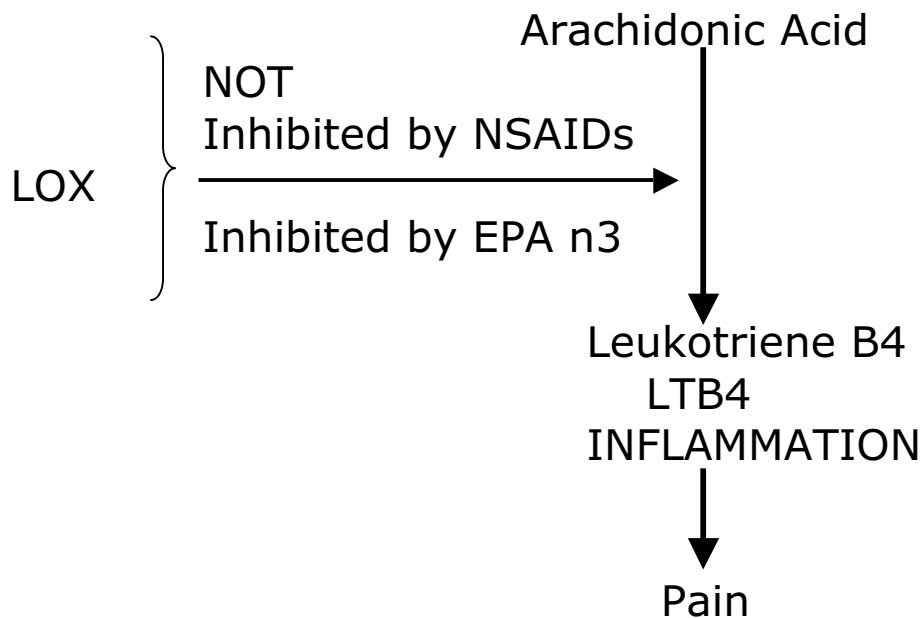 Arachidonic Acid
NOT
Inhibited by NSAIDs
LOX
Inhibited by EPA n3
Leukotriene B4
LTB4
INFLAMMATION
Pain